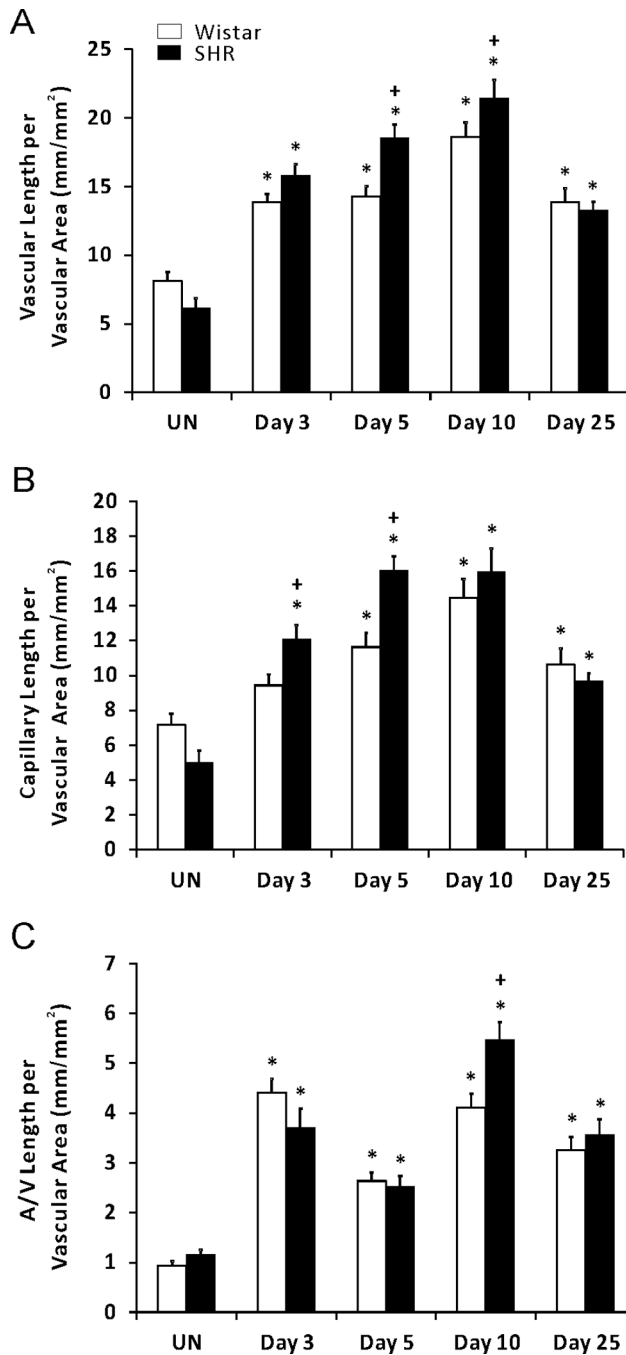 A
Wistar
SHR
Vascular Length per
Vascular Area (mm/mm²)
25
20
15
10
5
0
+
+
* * * * * * * *
UN Day 3 Day 5 Day 10 Day 25
B
Capillary Length per
Vascular Area (mm/mm²)
20
18
16
14
12
10
8
6
4
2
0
+
+
* * * * * * *
UN Day 3 Day 5 Day 10 Day 25
C
A/V Length per
Vascular Area (mm/mm²)
7
6
5
4
3
2
1
0
+
* * * * * * * *
UN Day 3 Day 5 Day 10 Day 25